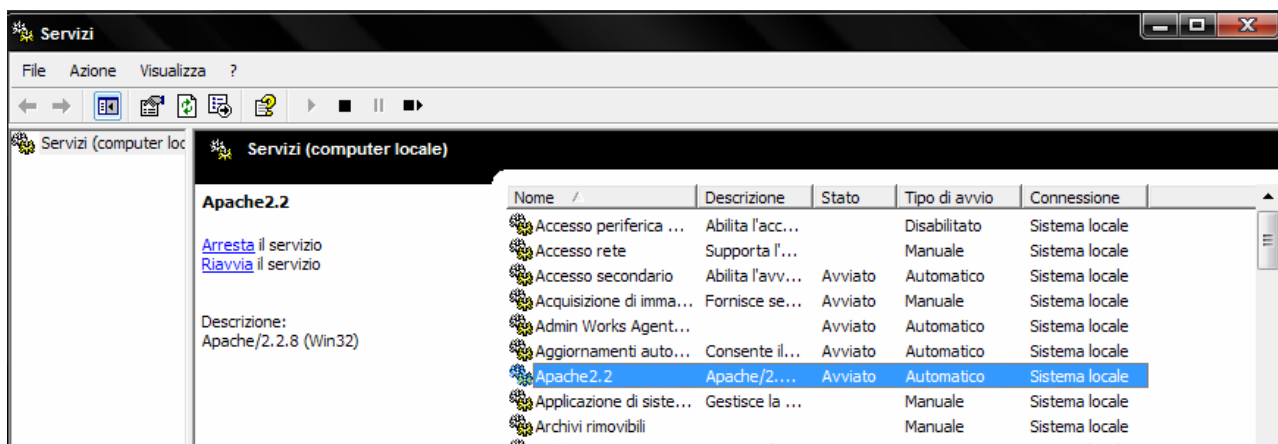 Servizi
File Azione Visualizza ?
Servizi (computer loc
Servizi (computer locale)
Apache2.2
Arresta il servizio
Riavvia il servizio
Descrizione:
Apache/2.2.8 (Win32)
Nome Descrizione Stato Tipo di avvio Connessione
Accesso periferica ... Abilita l'acc... Disabilitato Sistema locale
Accesso rete Supporta l'... Manuale Sistema locale
Accesso secondario Abilita l'avv... Avviato Automatico Sistema locale
Acquisizione di imma... Fornisce se... Avviato Manuale Sistema locale
Admin Works Agent... Avviato Automatico Sistema locale
Aggiornamenti auto... Consente il... Avviato Automatico Sistema locale
Apache2.2 Apache/2.... Avviato Automatico Sistema locale
Applicazione di siste... Gestisce la ... Manuale Sistema locale
Archivi rimovibili Manuale Sistema locale